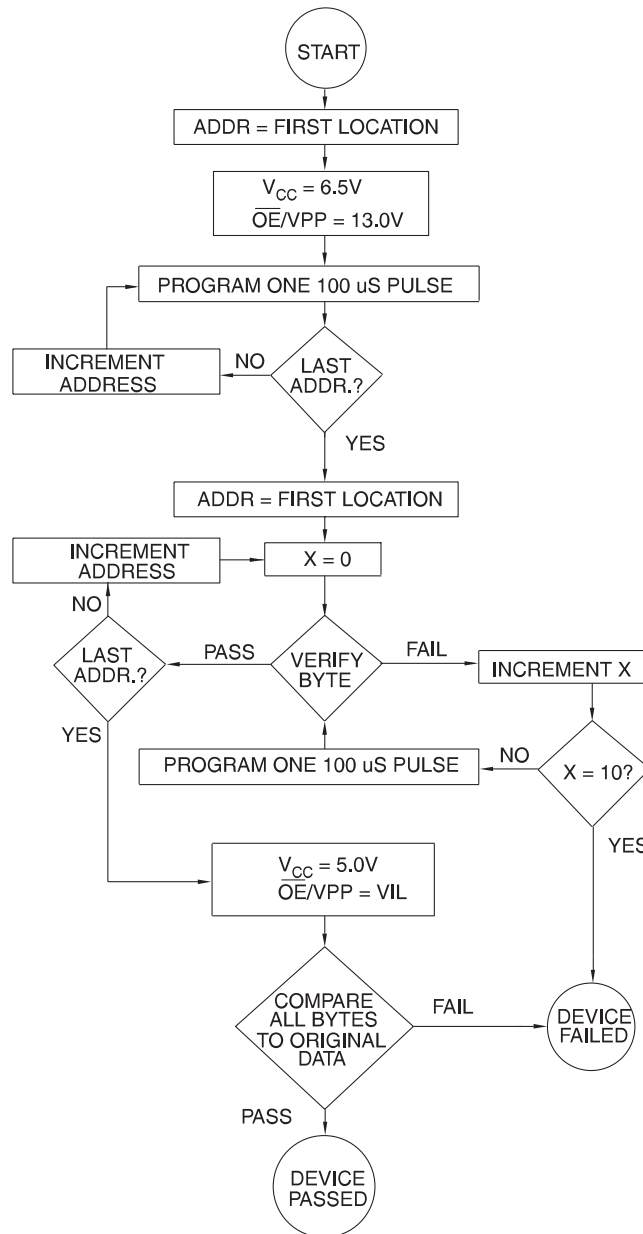 START
ADDR = FIRST LOCATION
VCC = 6.5V
OE/VPP = 13.0V
PROGRAM ONE 100 uS PULSE
INCREMENT
ADDRESS
NO
LAST
ADDR.?
YES
ADDR = FIRST LOCATION
INCREMENT
ADDRESS
X = 0
NO
LAST
ADDR.?
PASS
VERIFY
BYTE
FAIL
INCREMENT X
YES
PROGRAM ONE 100 uS PULSE
NO
X = 10?
YES
VCC = 5.0V
OE/VPP = VIL
COMPARE
ALL BYTES
TO ORIGINAL
DATA
FAIL
DEVICE
FAILED
PASS
DEVICE
PASSED